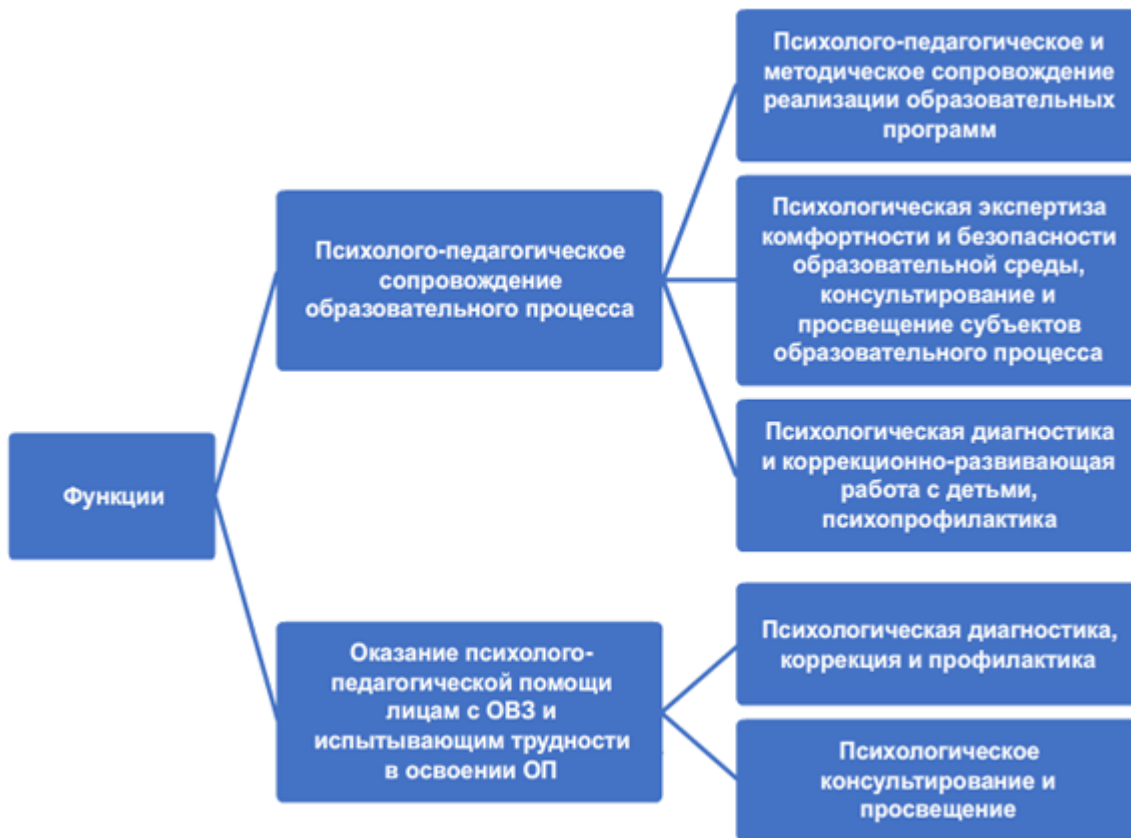 Функции
Психолого-педагогическое
сопровождение
образовательного процесса
Психолого-педагогическое и
методическое сопровождение
реализации образовательных
программ
Психологическая экспертиза
комфортности и безопасности
образовательной среды,
консультирование и
просвещение субъектов
образовательного процесса
Психологическая диагностика
и коррекционно-развивающая
работа с детьми,
психопрофилактика
Оказание психолого-
педагогической помощи
лицам с ОВЗ и
испытывающим трудности
в освоении ОП
Психологическая диагностика,
коррекция и профилактика
Психологическое
консультирование и
просвещение